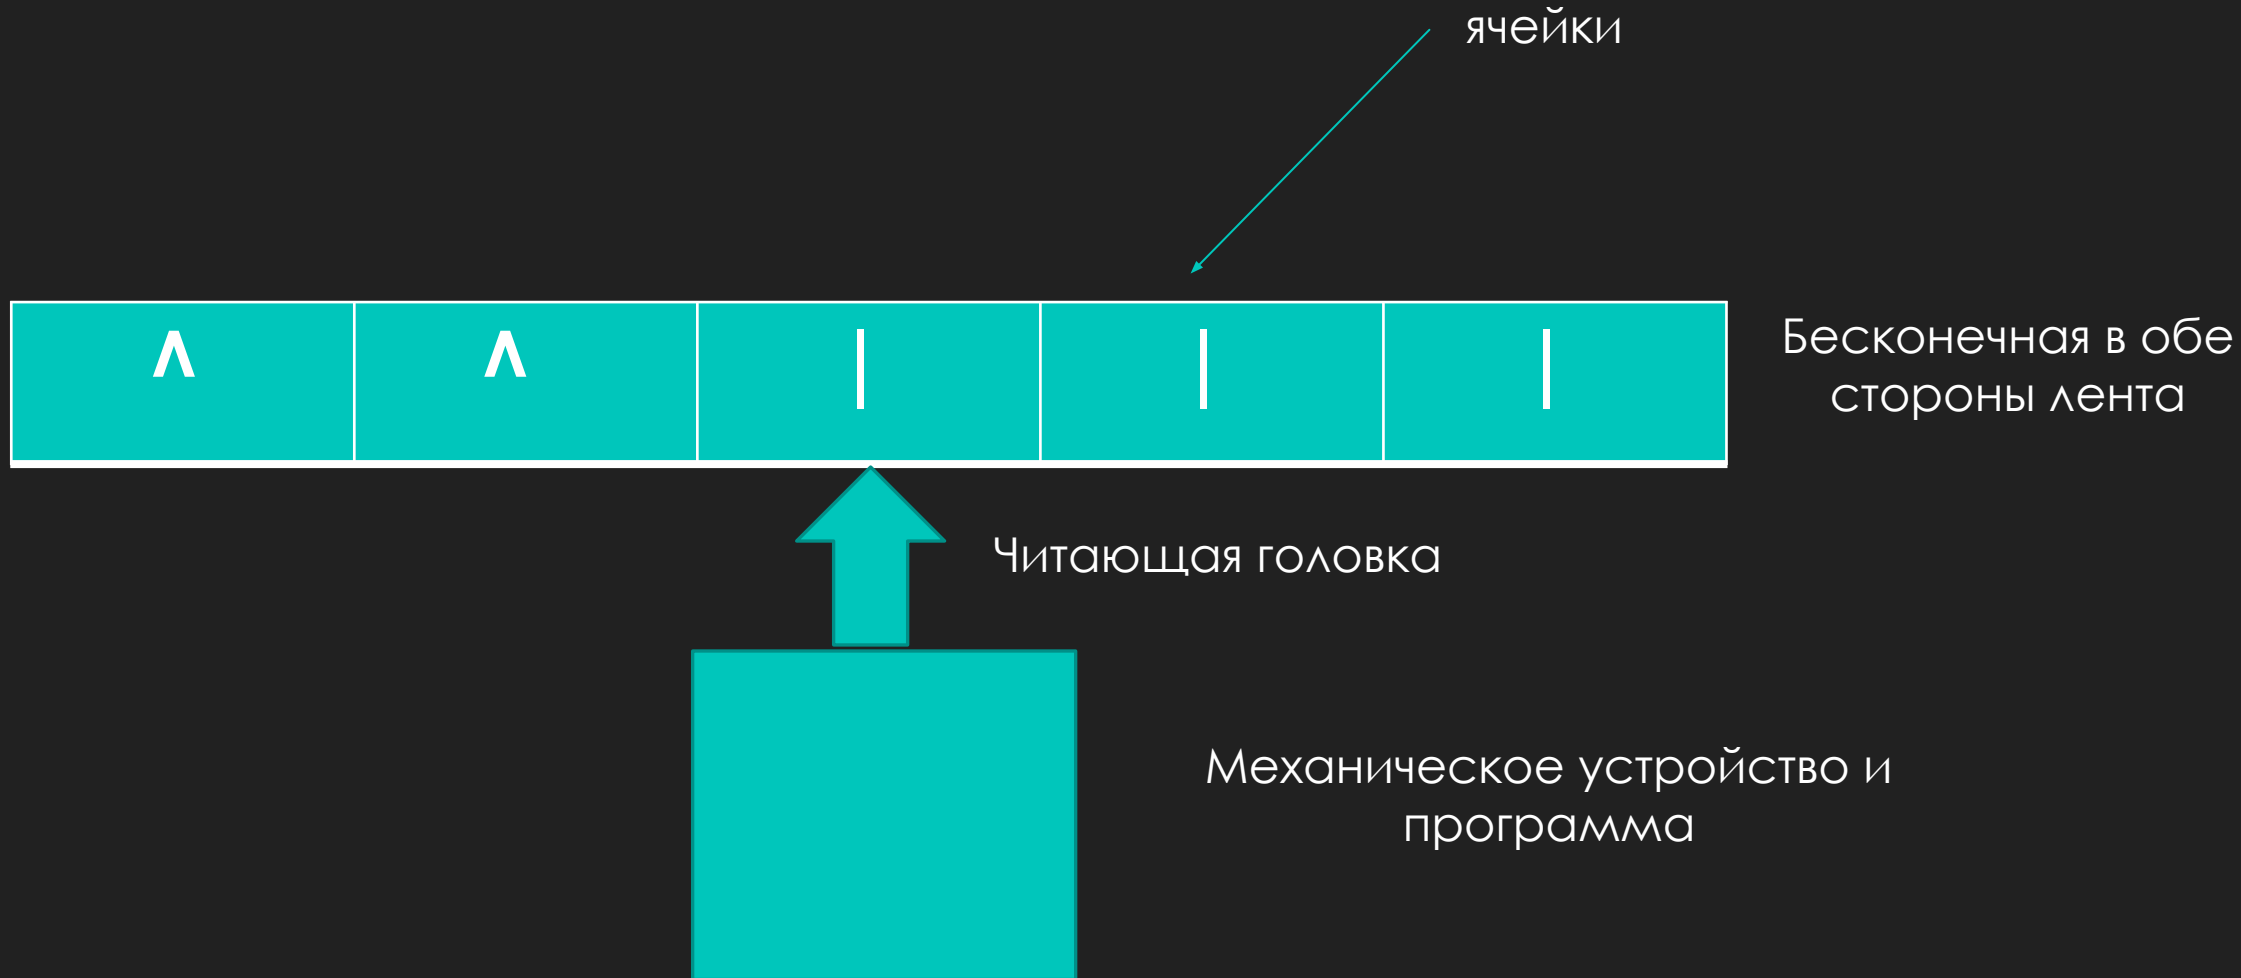 ячейки
Λ Λ | | |
Бесконечная в обе
стороны лента
Читающая головка
Механическое устройство и
программа